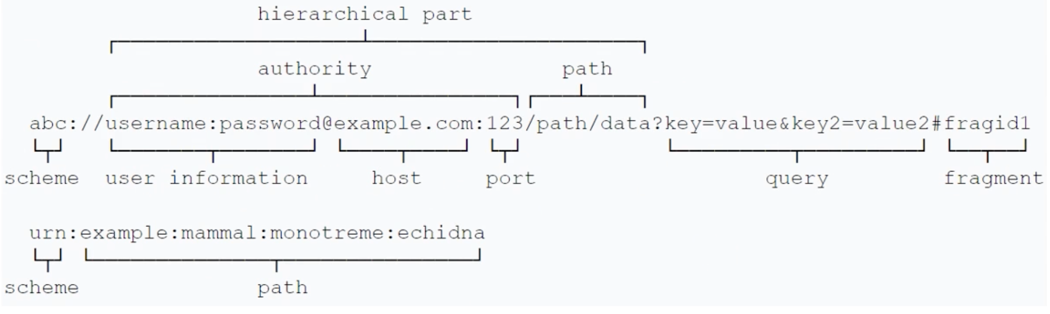 hierarchical part
authority path
abc://username:password@example.com:123/path/data?key=value&key2=value2#fragid1
scheme user information host port query fragment
urn:example:mammal:monotreme:echidna
scheme path